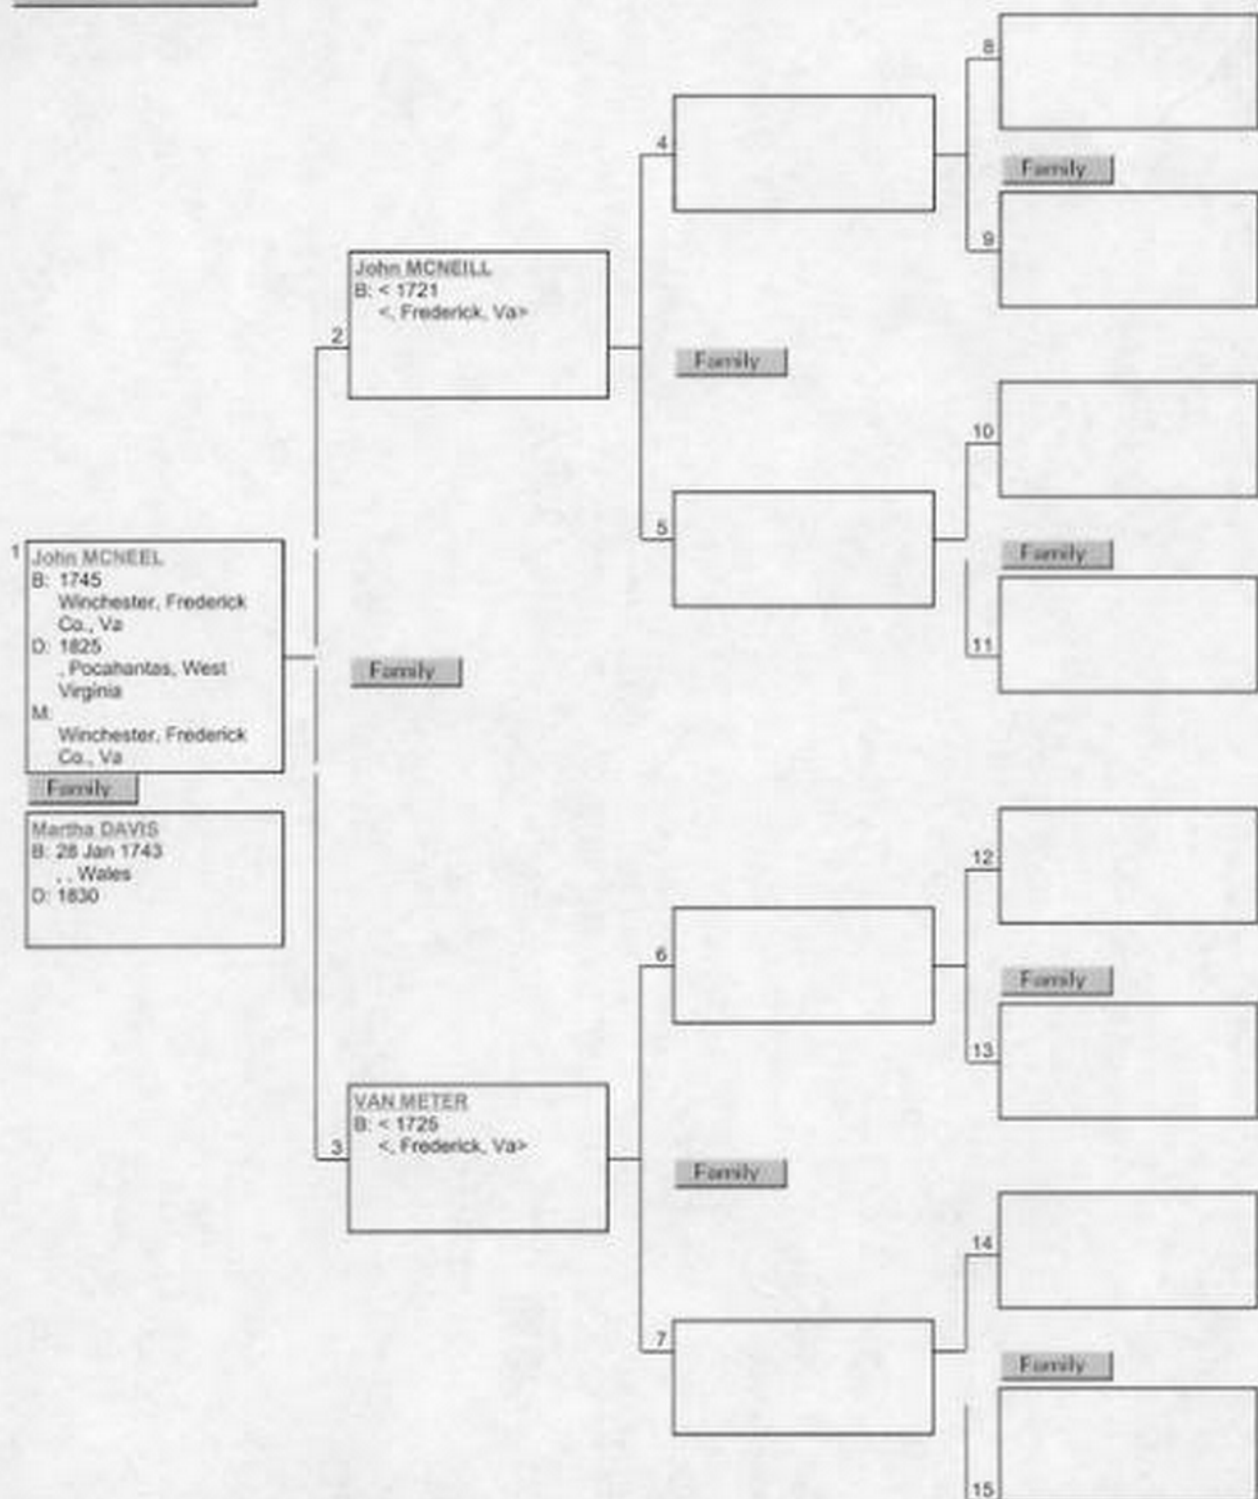 8
4
Family
9
John MCNEILL
B: < 1721
<, Frederick, Va>
2
Family
10
5
1
John MCNEEL
B: 1745
Winchester, Frederick
Co., Va
D: 1825
, Pocahantas, West
Virginia
M:
Winchester, Frederick
Co., Va
Family
11
Family
Family
Martha DAVIS
B: 28 Jan 1743
, , Wales
D: 1830
12
6
Family
13
VAN METER
B: < 1725
<, Frederick, Va>
3
Family
14
7
Family
15